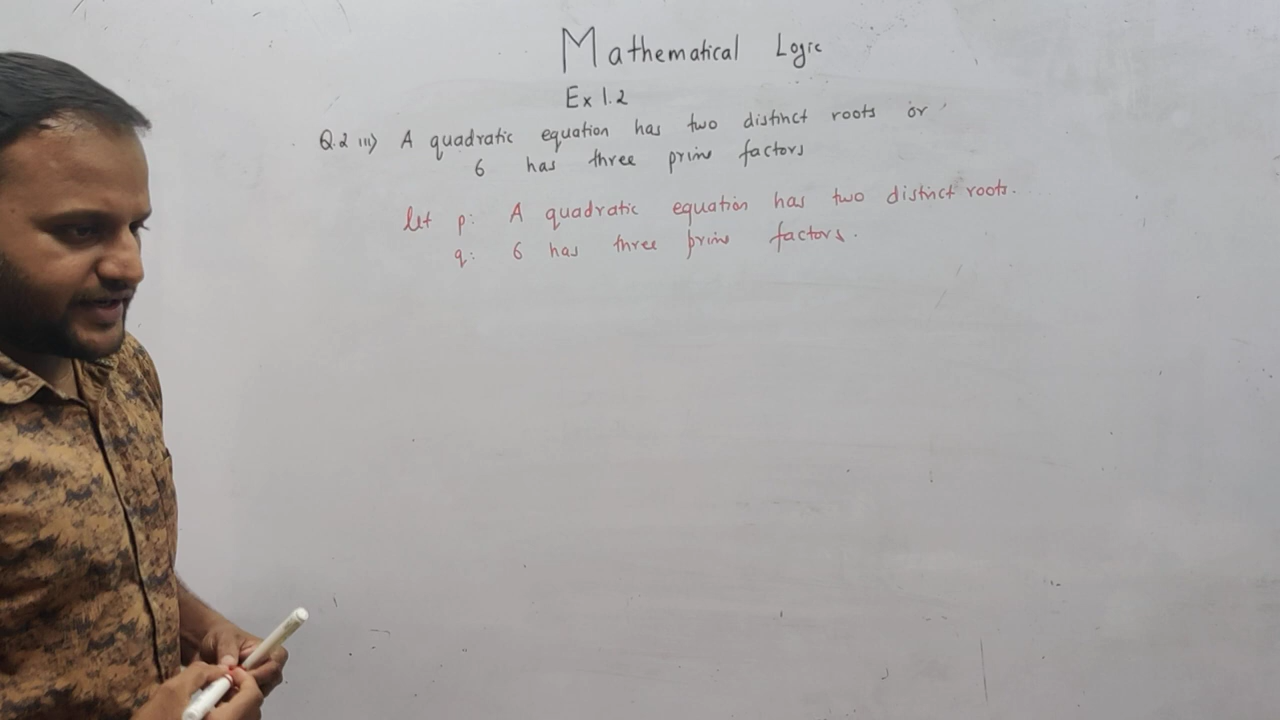 Mathematical Logic
Ex 1.2
Q.2 iii) A quadratic equation has two distinct roots or
6 has three prime factors
let p: A quadratic equation has two distinct roots.
q: 6 has three prime factors.